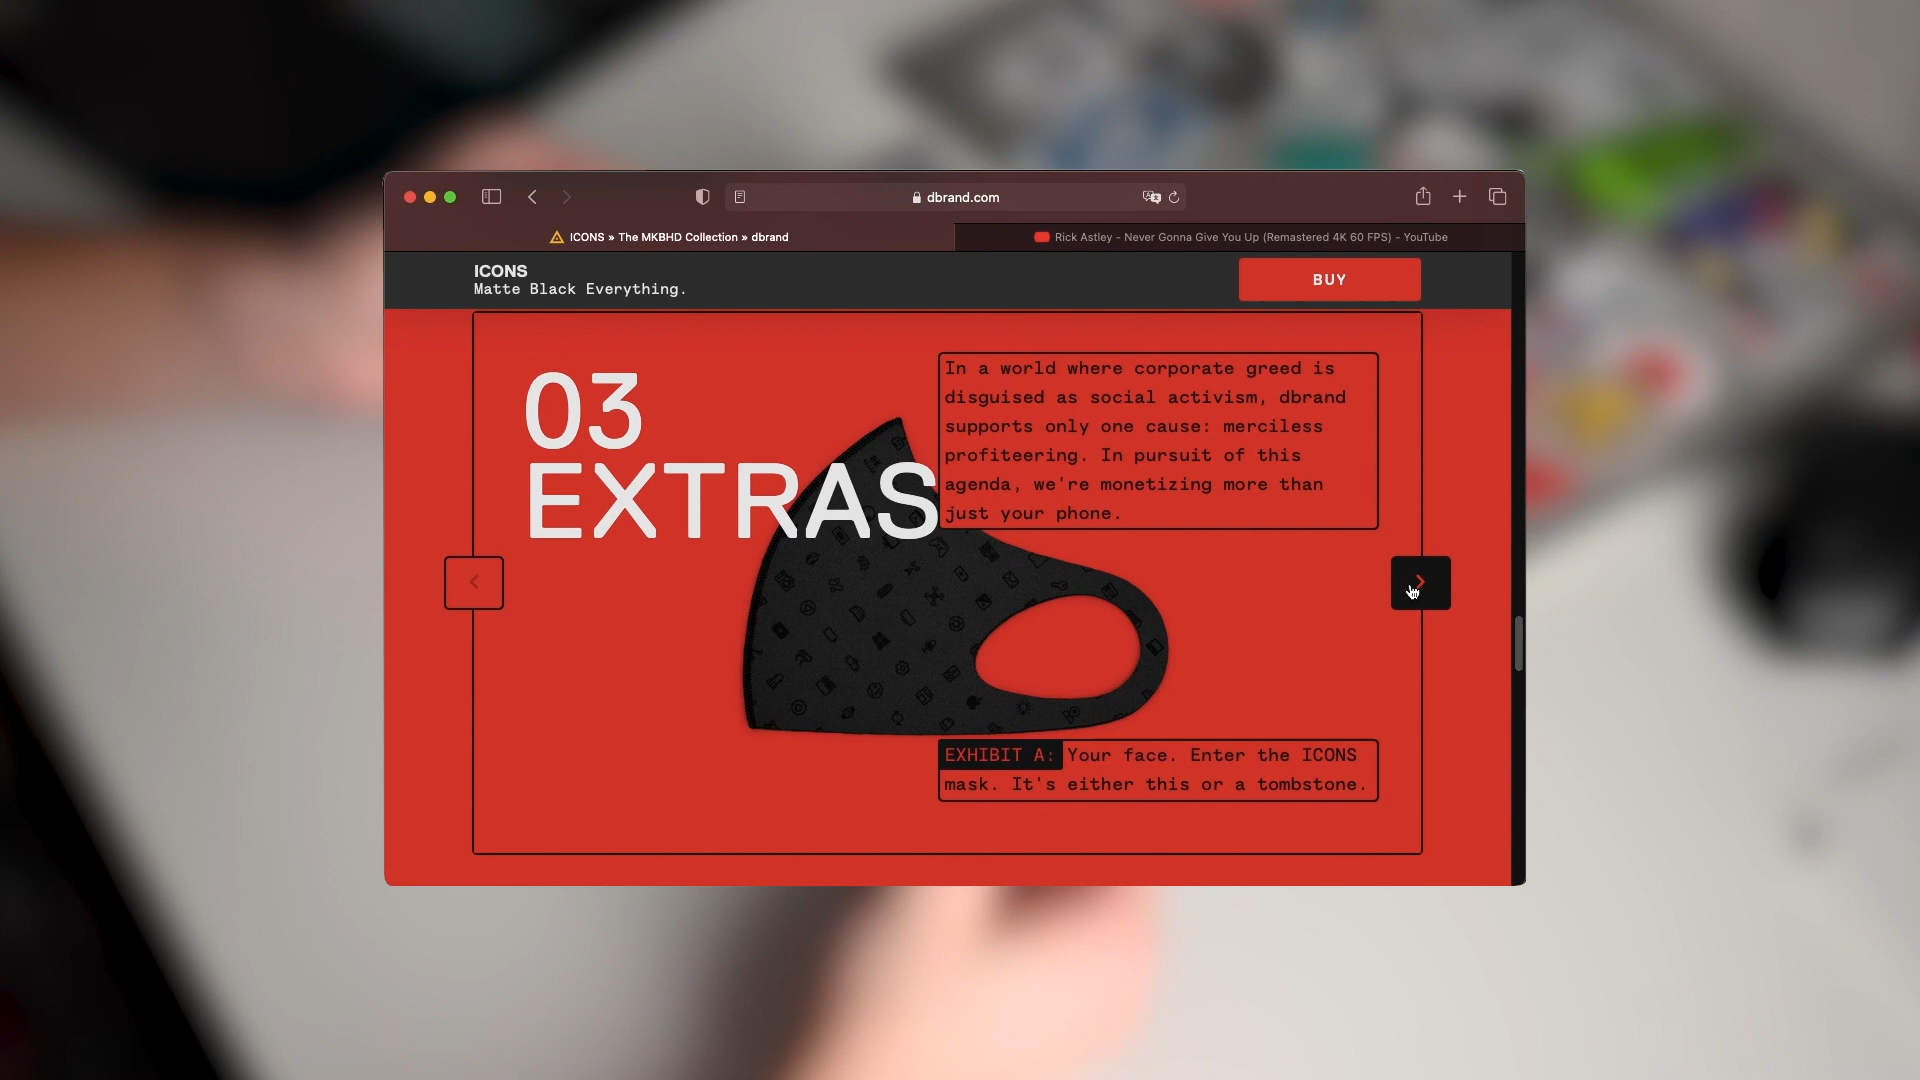 dbrand.com
ICONS » The MKBHD Collection » dbrand
Rick Astley - Never Gonna Give You Up (Remastered 4K 60 FPS) - YouTube
ICONS
Matte Black Everything.
BUY
03
EXTRAS
In a world where corporate greed is
disguised as social activism, dbrand
supports only one cause: merciless
profiteering. In pursuit of this
agenda, we're monetizing more than
just your phone.
EXHIBIT A: Your face. Enter the ICONS
mask. It's either this or a tombstone.